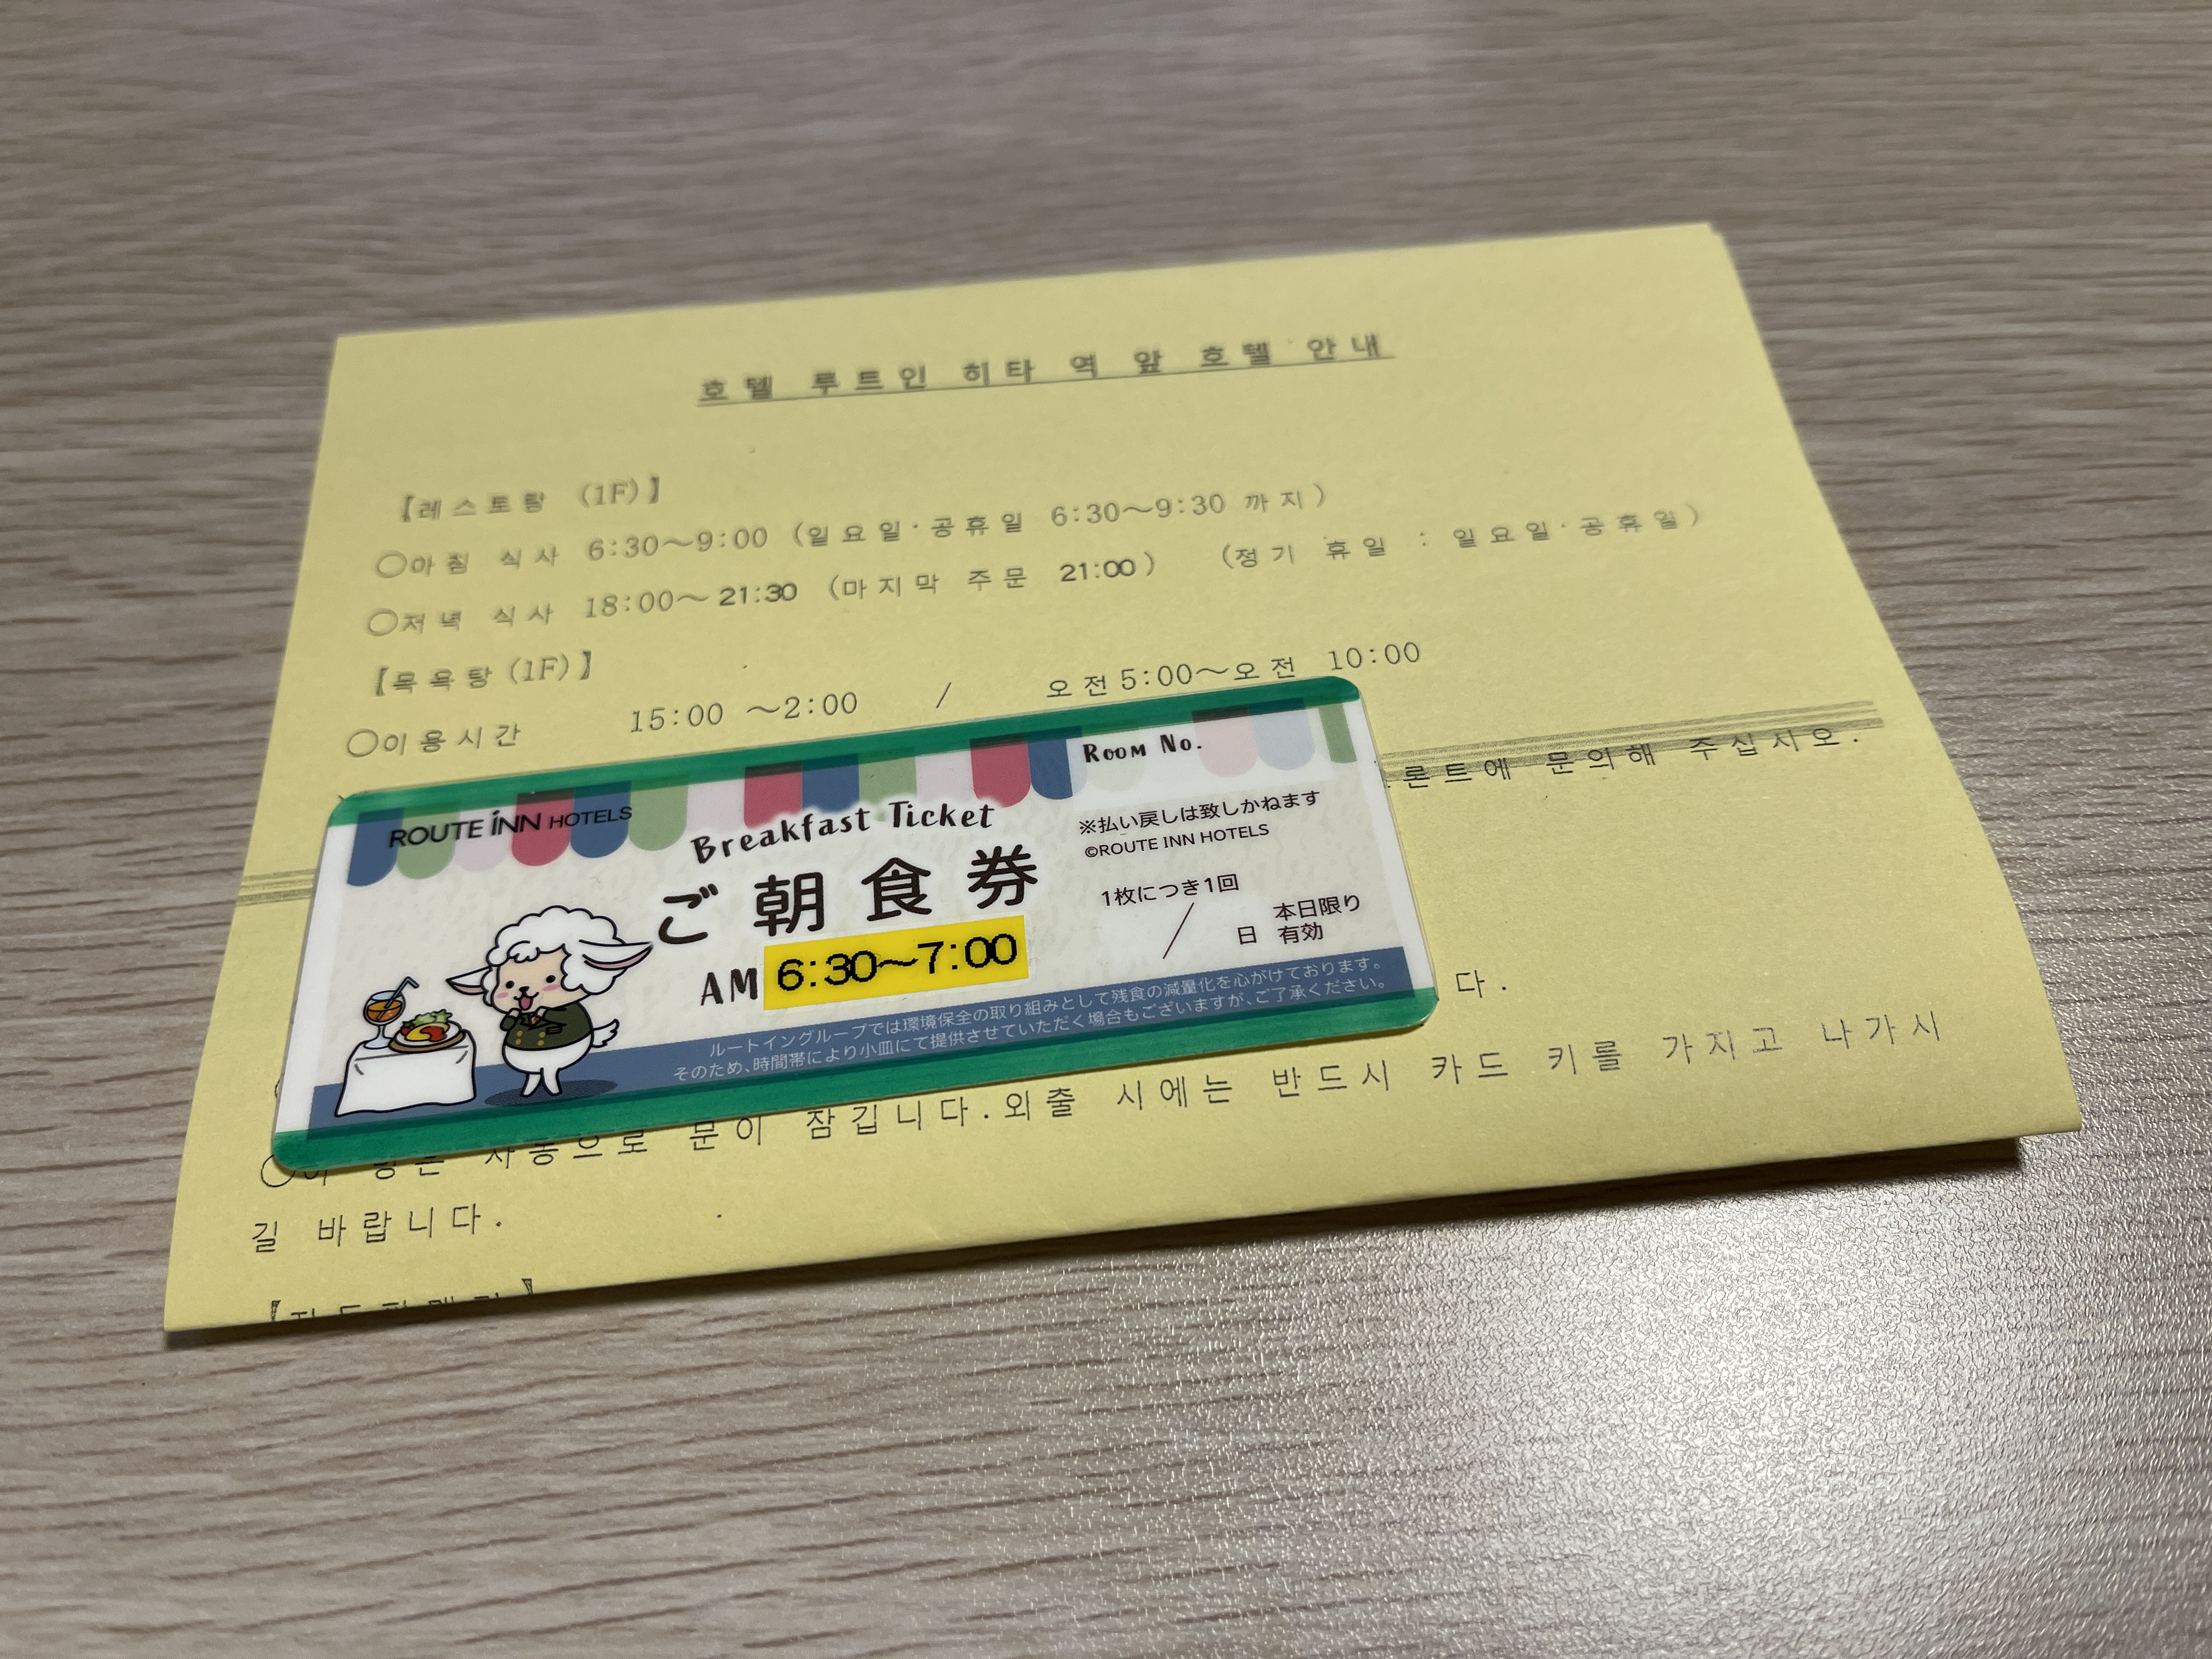 호텔 루트인 히타 역 앞 호텔 안내
【레스토랑 (1F)】
○아침 식사 6:30～9:00 (일요일·공휴일 6:30～9:30 까지)
○저녁 식사 18:00～21:30 (마지막 주문 21:00) (정기 휴일 : 일요일·공휴일)
【목욕탕(1F)】
○이용시간 15:00 ～2:00 / 오전5:00～오전 10:00
론트에 문의해 주십시오.
ROUTE INN HOTELS
Breakfast Ticket
ご朝食券
AM 6:30～7:00
ROOM No.
※払い戻しは致しかねます
©ROUTE INN HOTELS
1枚につき1回
／ 日 本日限り有効
ルートイングループでは環境保全の取り組みとして残食の減量化を心がけております。
そのため、時間帯により小皿にて提供させていただく場合もございますが、ご了承ください。
다.
자동으로 문이 잠깁니다.외출 시에는 반드시 카드 키를 가지고 나가시
길 바랍니다.